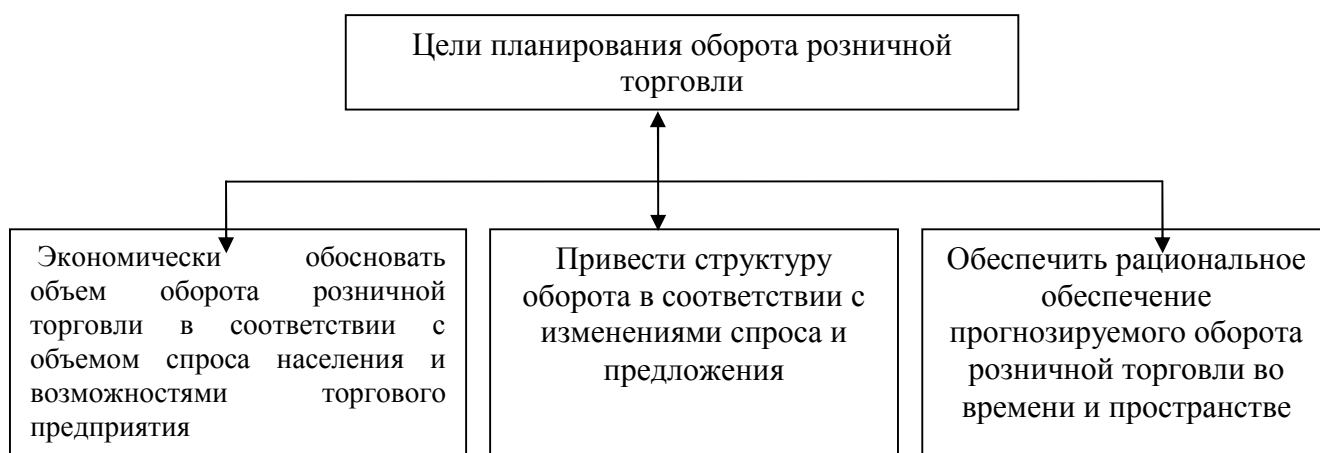 Цели планирования оборота розничной
торговли
Экономически обосновать
объем оборота розничной
торговли в соответствии с
объемом спроса населения и
возможностями торгового
предприятия
Привести структуру
оборота в соответствии с
изменениями спроса и
предложения
Обеспечить рациональное
обеспечение
прогнозируемого оборота
розничной торговли во
времени и пространстве